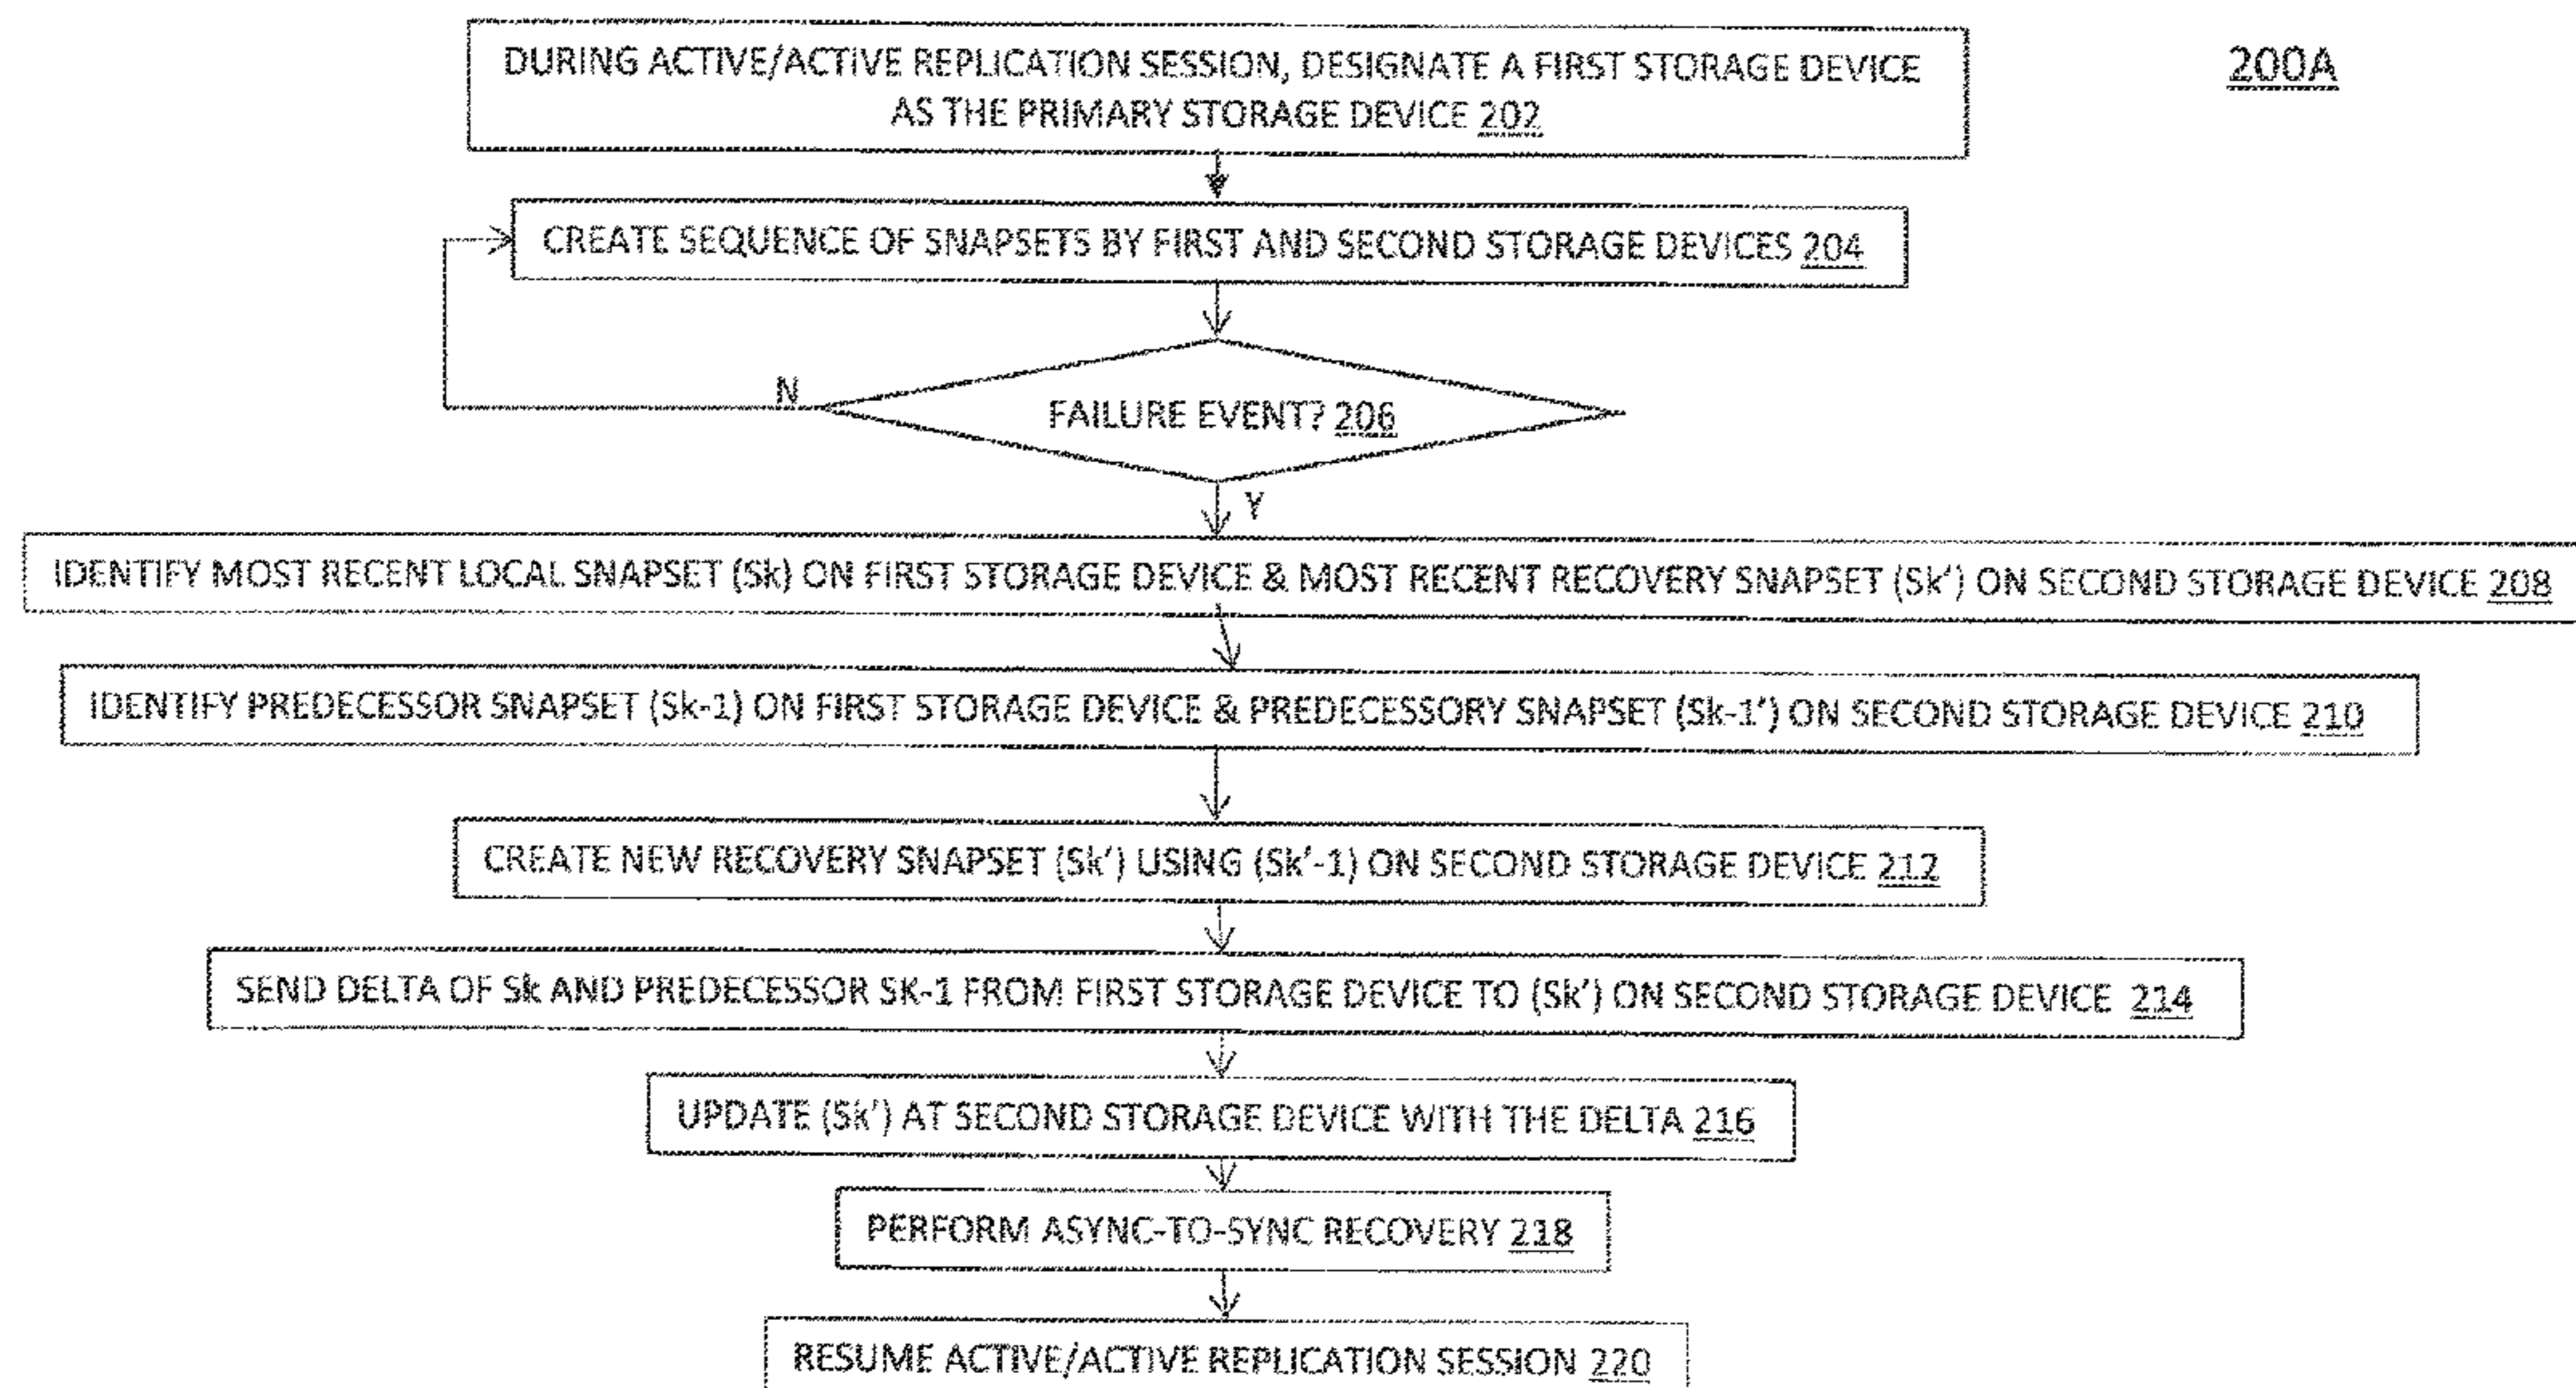 DURING ACTIVE/ACTIVE REPLICATION SESSION, DESIGNATE A FIRST STORAGE DEVICE
AS THE PRIMARY STORAGE DEVICE 202
200A
CREATE SEQUENCE OF SNAPSETS BY FIRST AND SECOND STORAGE DEVICES 204
N
FAILURE EVENT? 206
Y
IDENTIFY MOST RECENT LOCAL SNAPSET (Sk) ON FIRST STORAGE DEVICE & MOST RECENT RECOVERY SNAPSET (Sk') ON SECOND STORAGE DEVICE 208
IDENTIFY PREDECESSOR SNAPSET (Sk-1) ON FIRST STORAGE DEVICE & PREDECESSORY SNAPSET (Sk-1') ON SECOND STORAGE DEVICE 210
CREATE NEW RECOVERY SNAPSET (Sk') USING (Sk'-1) ON SECOND STORAGE DEVICE 212
SEND DELTA OF Sk AND PREDECESSOR SK-1 FROM FIRST STORAGE DEVICE TO (Sk') ON SECOND STORAGE DEVICE 214
UPDATE (Sk') AT SECOND STORAGE DEVICE WITH THE DELTA 216
PERFORM ASYNC-TO-SYNC RECOVERY 218
RESUME ACTIVE/ACTIVE REPLICATION SESSION 220